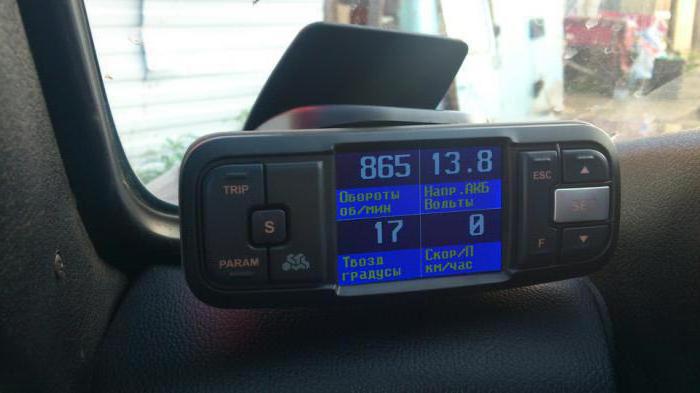 TRIP
S
PARAM
865 13.8
Обороты Напр.АКБ
об/мин Вольты
17 0
Твозд Скор/П
градусы км/час
ESC
SET
F